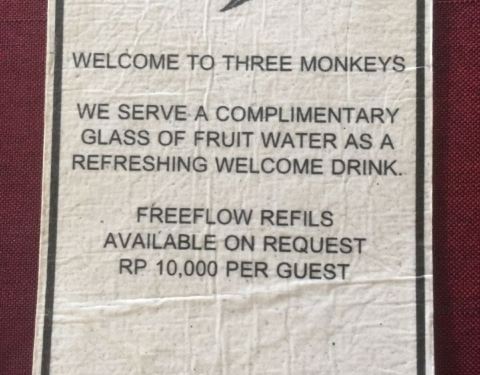 WELCOME TO THREE MONKEYS
WE SERVE A COMPLIMENTARY
GLASS OF FRUIT WATER AS A
REFRESHING WELCOME DRINK.
FREEFLOW REFILS
AVAILABLE ON REQUEST
RP 10,000 PER GUEST